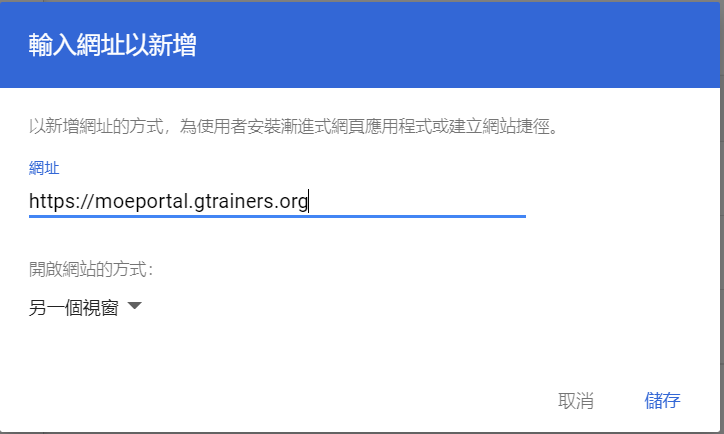 輸入網址以新增
以新增網址的方式，為使用者安裝漸進式網頁應用程式或建立網站捷徑。
網址
https://moeportal.gtrainers.org
開啟網站的方式：
另一個視窗
取消 儲存